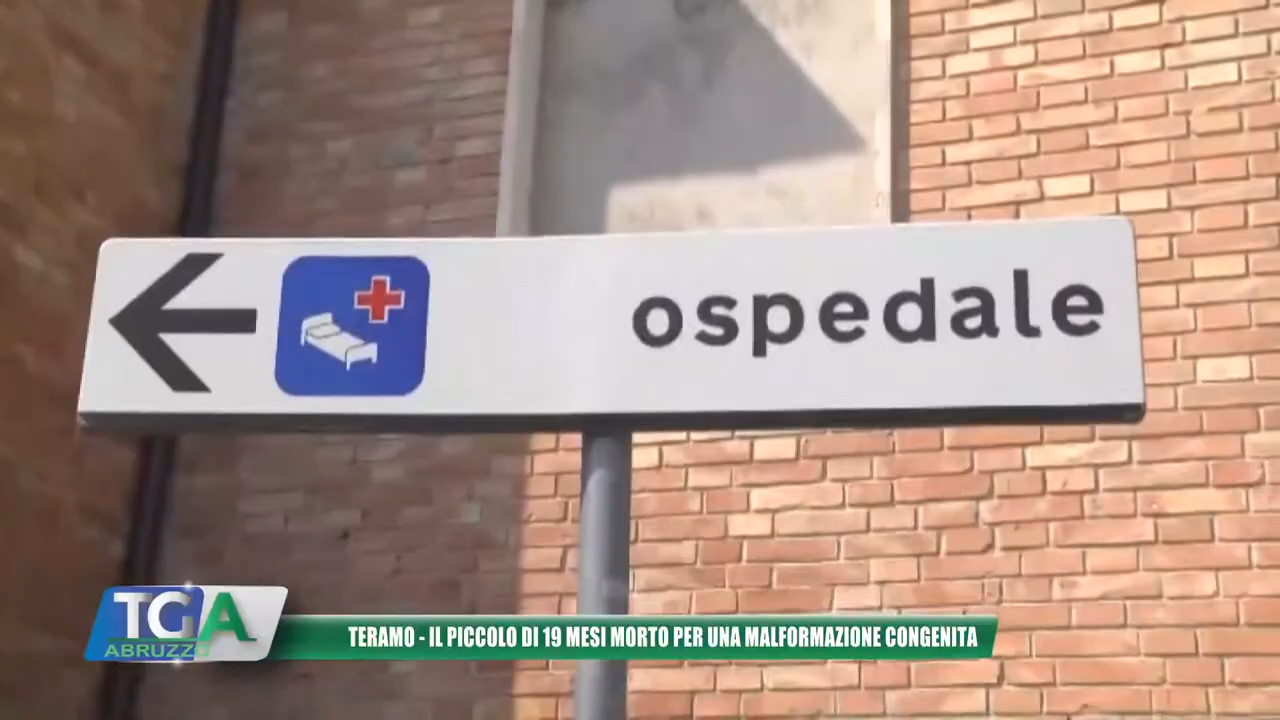 ospedale
TGA
ABRUZZO
TERAMO - IL PICCOLO DI 19 MESI MORTO PER UNA MALFORMAZIONE CONGENITA